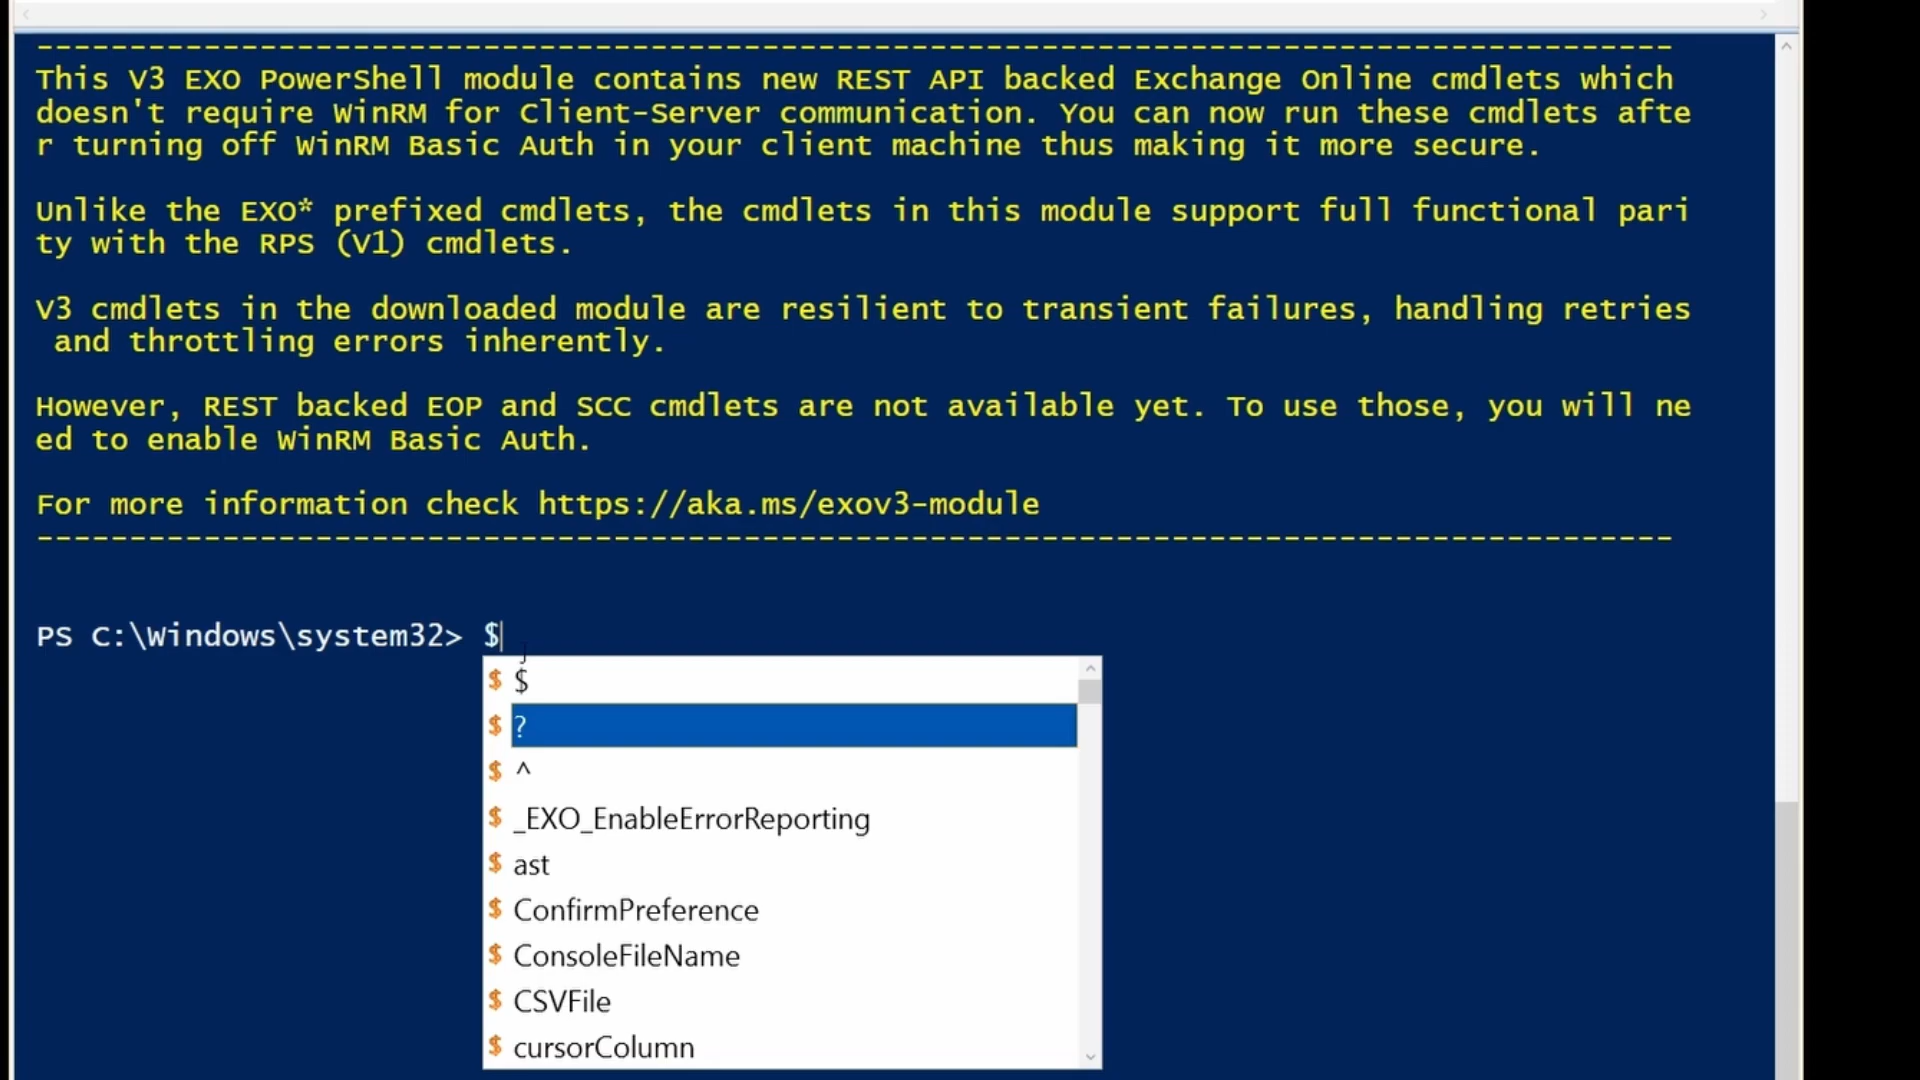 ----------------------------------------------------------------------------------------
This V3 EXO PowerShell module contains new REST API backed Exchange Online cmdlets which
doesn't require WinRM for Client-Server communication. You can now run these cmdlets afte
r turning off WinRM Basic Auth in your client machine thus making it more secure.
Unlike the EXO* prefixed cmdlets, the cmdlets in this module support full functional pari
ty with the RPS (V1) cmdlets.
V3 cmdlets in the downloaded module are resilient to transient failures, handling retries
 and throttling errors inherently.
However, REST backed EOP and SCC cmdlets are not available yet. To use those, you will ne
ed to enable WinRM Basic Auth.
For more information check https://aka.ms/exov3-module
----------------------------------------------------------------------------------------
PS C:\Windows\system32> $
$ $
$ ?
$ ^
$ _EXO_EnableErrorReporting
$ ast
$ ConfirmPreference
$ ConsoleFileName
$ CSVFile
$ cursorColumn